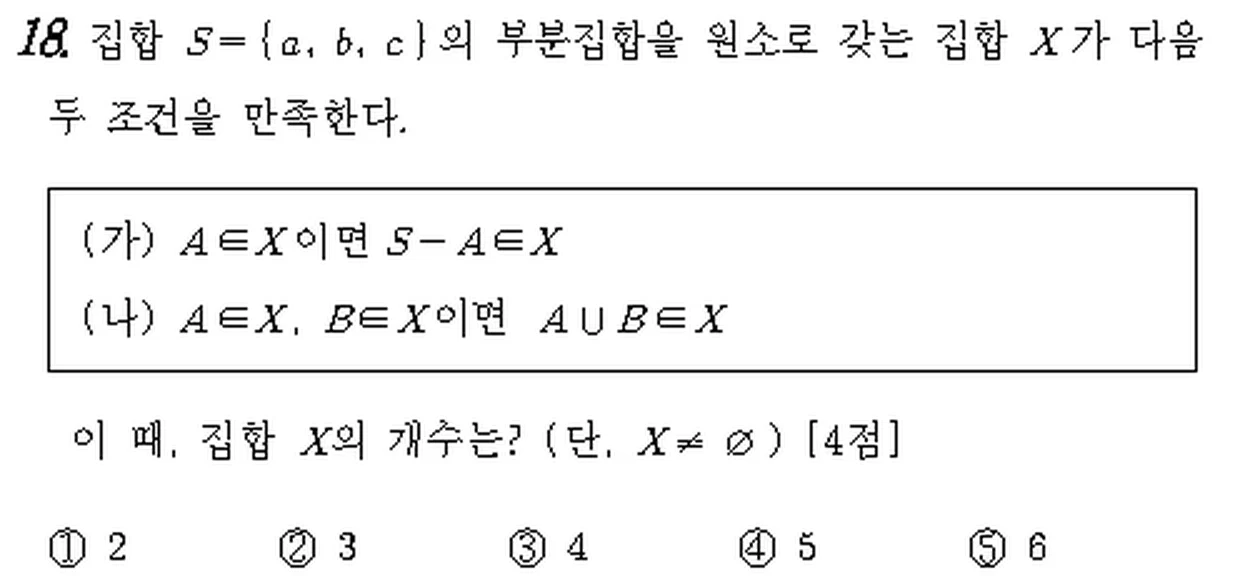 18. 집합 S={a, b, c}의 부분집합을 원소로 갖는 집합 X가 다음
두 조건을 만족한다.
(가) A∈X이면 S-A∈X
(나) A∈X, B∈X이면 A∪B∈X
이 때, 집합 X의 개수는? (단, X≠∅) [4점]
① 2 ② 3 ③ 4 ④ 5 ⑤ 6